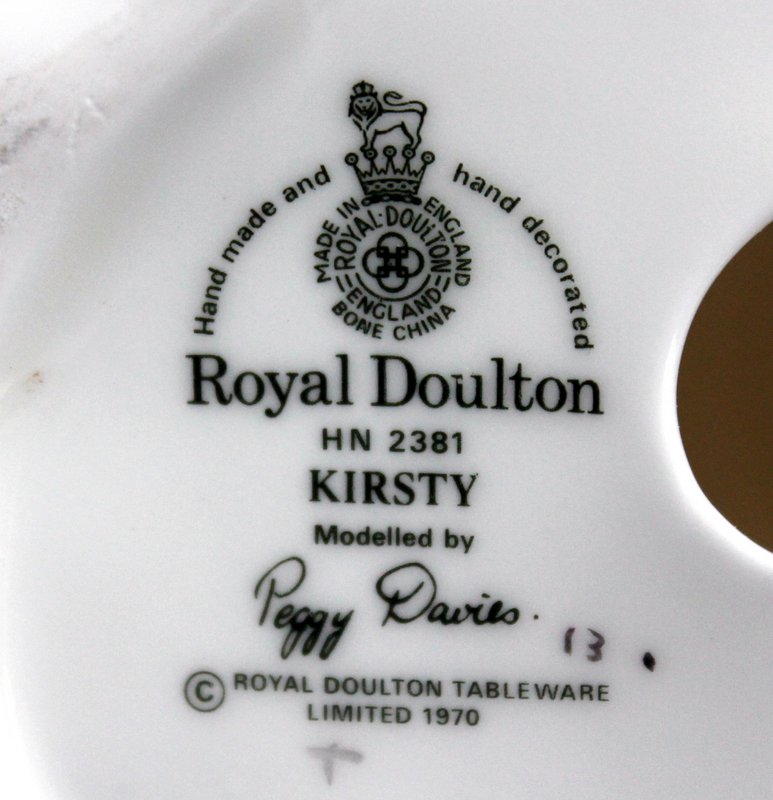 Hand made and hand decorated
MADE IN ENGLAND
ROYAL·DOULTON
ENGLAND
BONE CHINA
Royal Doulton
HN 2381
KIRSTY
Modelled by
Peggy Davies.
13.
© ROYAL DOULTON TABLEWARE
LIMITED 1970